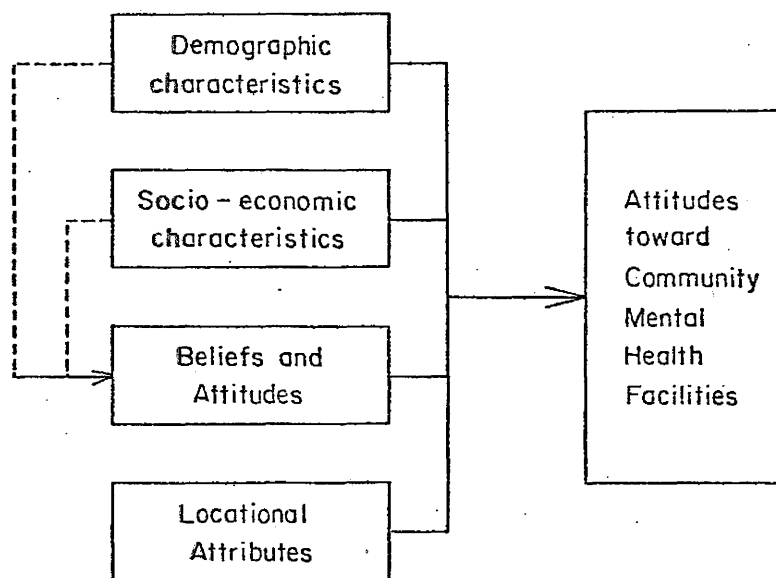 Demographic
characteristics
Socio - economic
characteristics
Beliefs and
Attitudes
Locational
Attributes
Attitudes
toward
Community
Mental
Health
Facilities